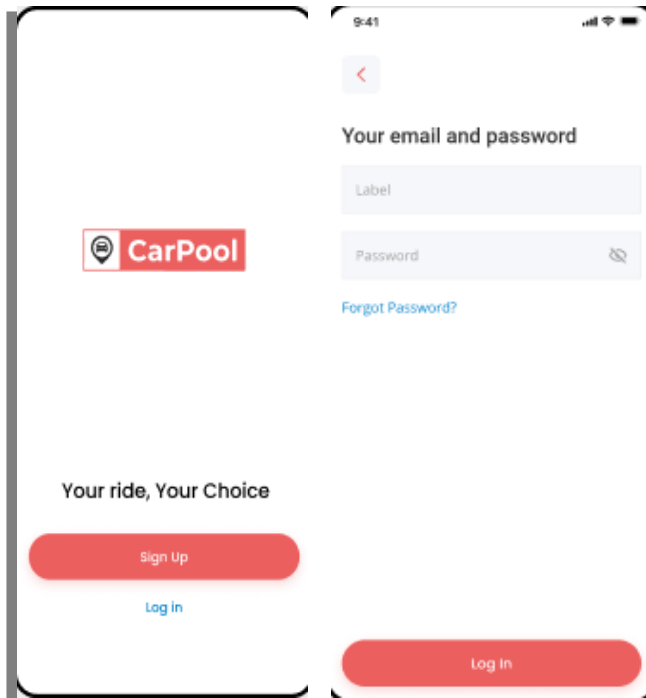 CarPool
Your ride, Your Choice
Sign Up
Log in
9:41
Your email and password
Label
Password
Forgot Password?
Log In